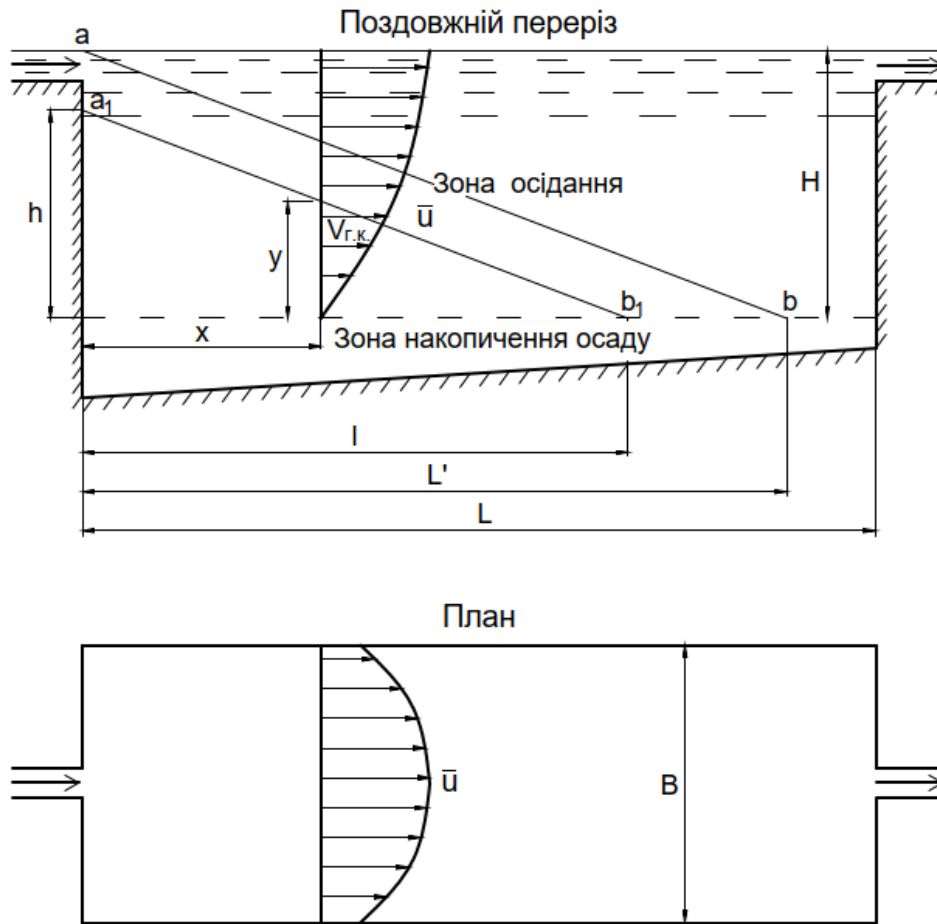 Поздовжній переріз
a
a₁
Зона осідання
H
h
ū
Vг.к.
y
b₁
b
x
Зона накопичення осаду
l
L'
L
План
ū
B